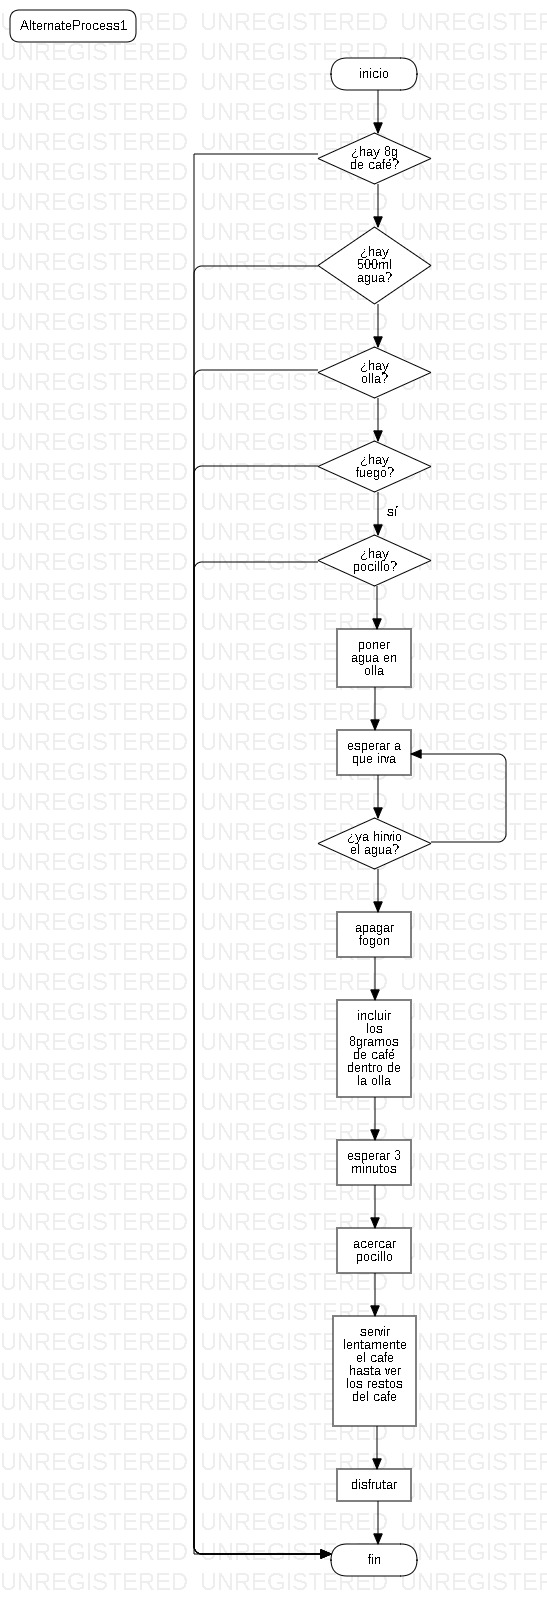 AlternateProcess1
inicio
¿hay 8g
de café?
¿hay
500ml
agua?
¿hay
olla?
¿hay
fuego?
sí
¿hay
pocillo?
poner
agua en
olla
esperar a
que irva
¿ya hirvio
el agua?
apagar
fogon
incluir
los
8gramos
de café
dentro de
la olla
esperar 3
minutos
acercar
pocillo
servir
lentamente
el cafe
hasta ver
los restos
del cafe
disfrutar
fin
UNREGISTERED